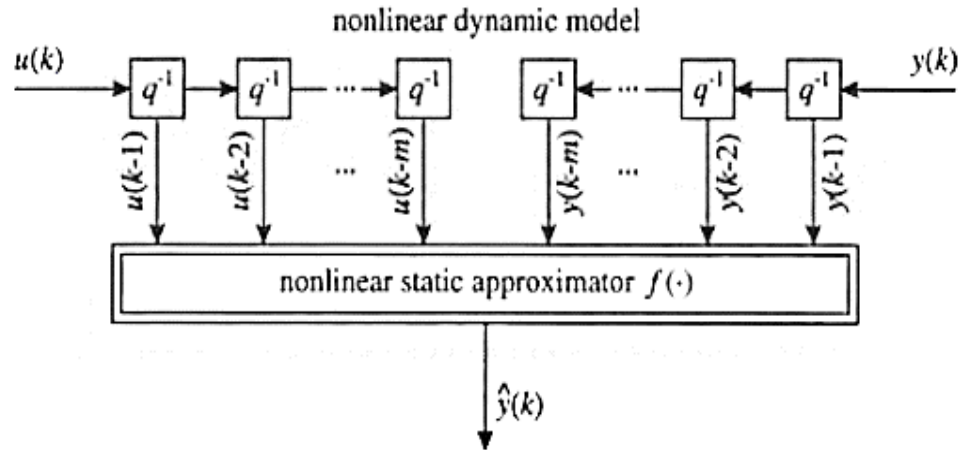 nonlinear dynamic model
u(k)
y(k)
q⁻¹
q⁻¹
...
q⁻¹
q⁻¹
...
q⁻¹
q⁻¹
u(k-1)
u(k-2)
...
u(k-m)
y(k-m)
...
y(k-2)
y(k-1)
nonlinear static approximator f(·)
ŷ(k)